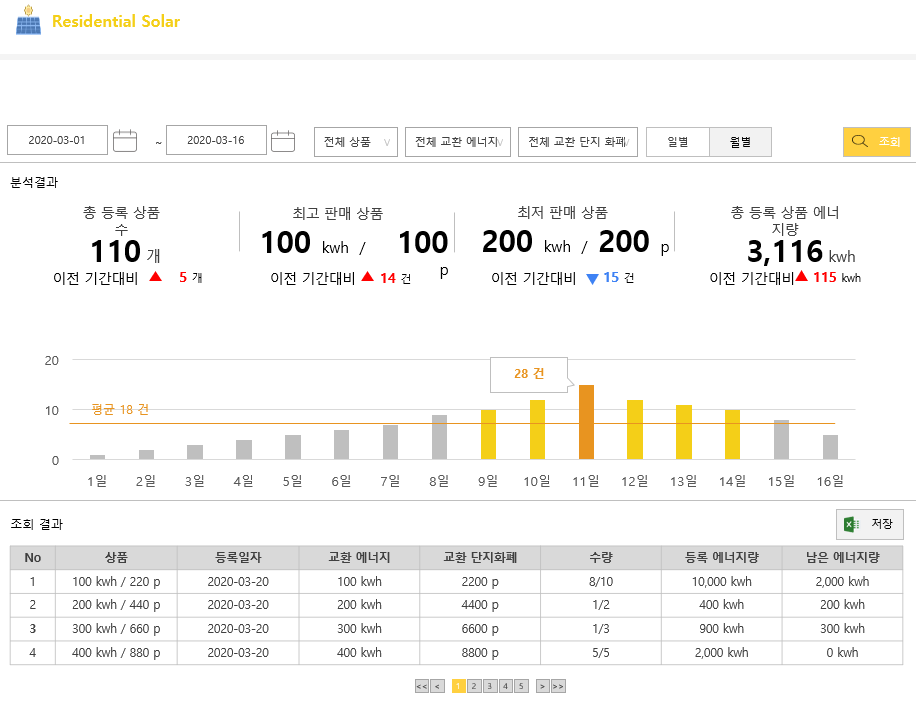 Residential Solar
2020-03-01 ~ 2020-03-16 전체 상품 ∨ 전체 교환 에너지∨ 전체 교환 단지 화폐∨ 일별 월별 조회
분석결과
총 등록 상품
수
110 개
이전 기간대비 ▲ 5 개
최고 판매 상품
100 kwh / 100
p
이전 기간대비 ▲ 14 건
최저 판매 상품
200 kwh / 200 p
이전 기간대비 ▼ 15 건
총 등록 상품 에너
지량
3,116 kwh
이전 기간대비▲ 115 kwh
20
28 건
10
평균 18 건
0
1일 2일 3일 4일 5일 6일 7일 8일 9일 10일 11일 12일 13일 14일 15일 16일
조회 결과
저장
No 상품 등록일자 교환 에너지 교환 단지화폐 수량 등록 에너지량 남은 에너지량
1 100 kwh / 220 p 2020-03-20 100 kwh 2200 p 8/10 10,000 kwh 2,000 kwh
2 200 kwh / 440 p 2020-03-20 200 kwh 4400 p 1/2 400 kwh 200 kwh
3 300 kwh / 660 p 2020-03-20 300 kwh 6600 p 1/3 900 kwh 300 kwh
4 400 kwh / 880 p 2020-03-20 400 kwh 8800 p 5/5 2,000 kwh 0 kwh
<< < 1 2 3 4 5 > >>